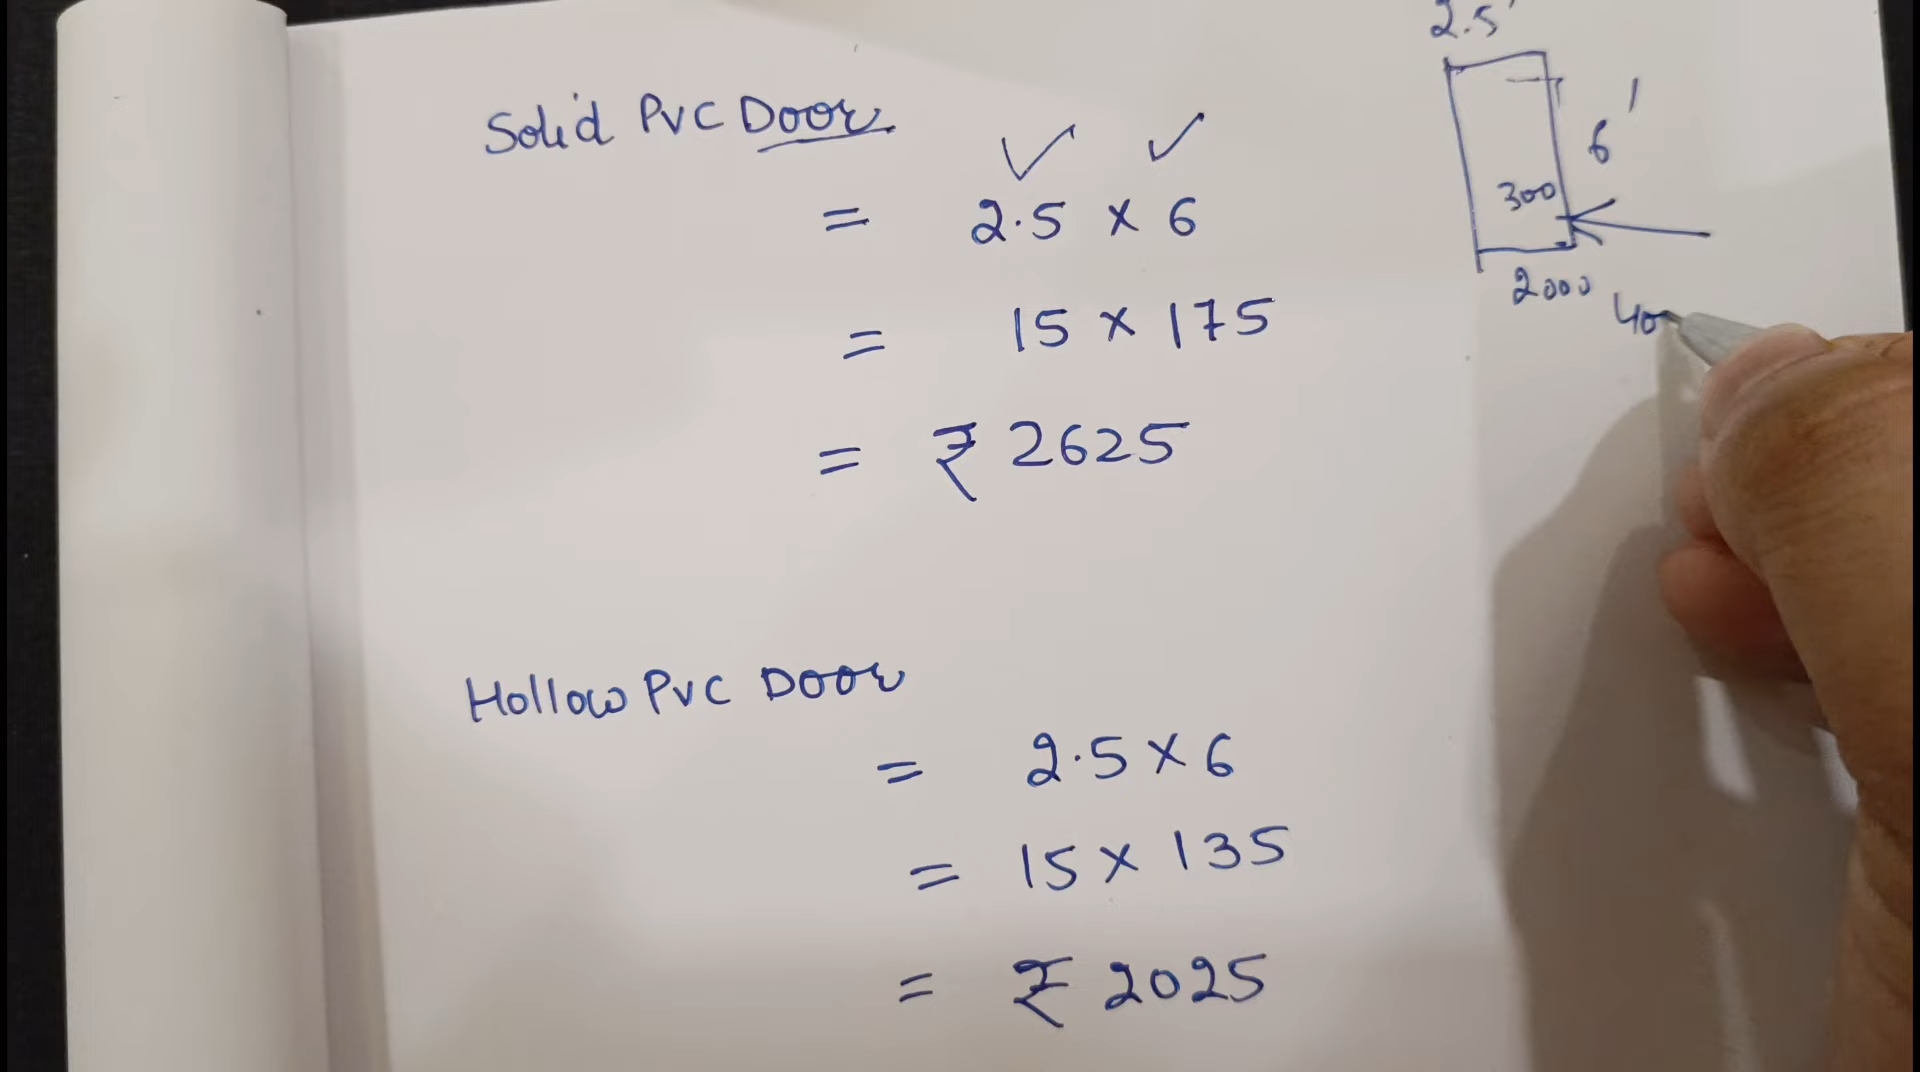 2.5'
Solid PVC Door
6'
= 2.5 × 6
300
= 15 × 175
2000
= ₹ 2625
Hollow PVC Door
= 2.5 × 6
= 15 × 135
= ₹ 2025